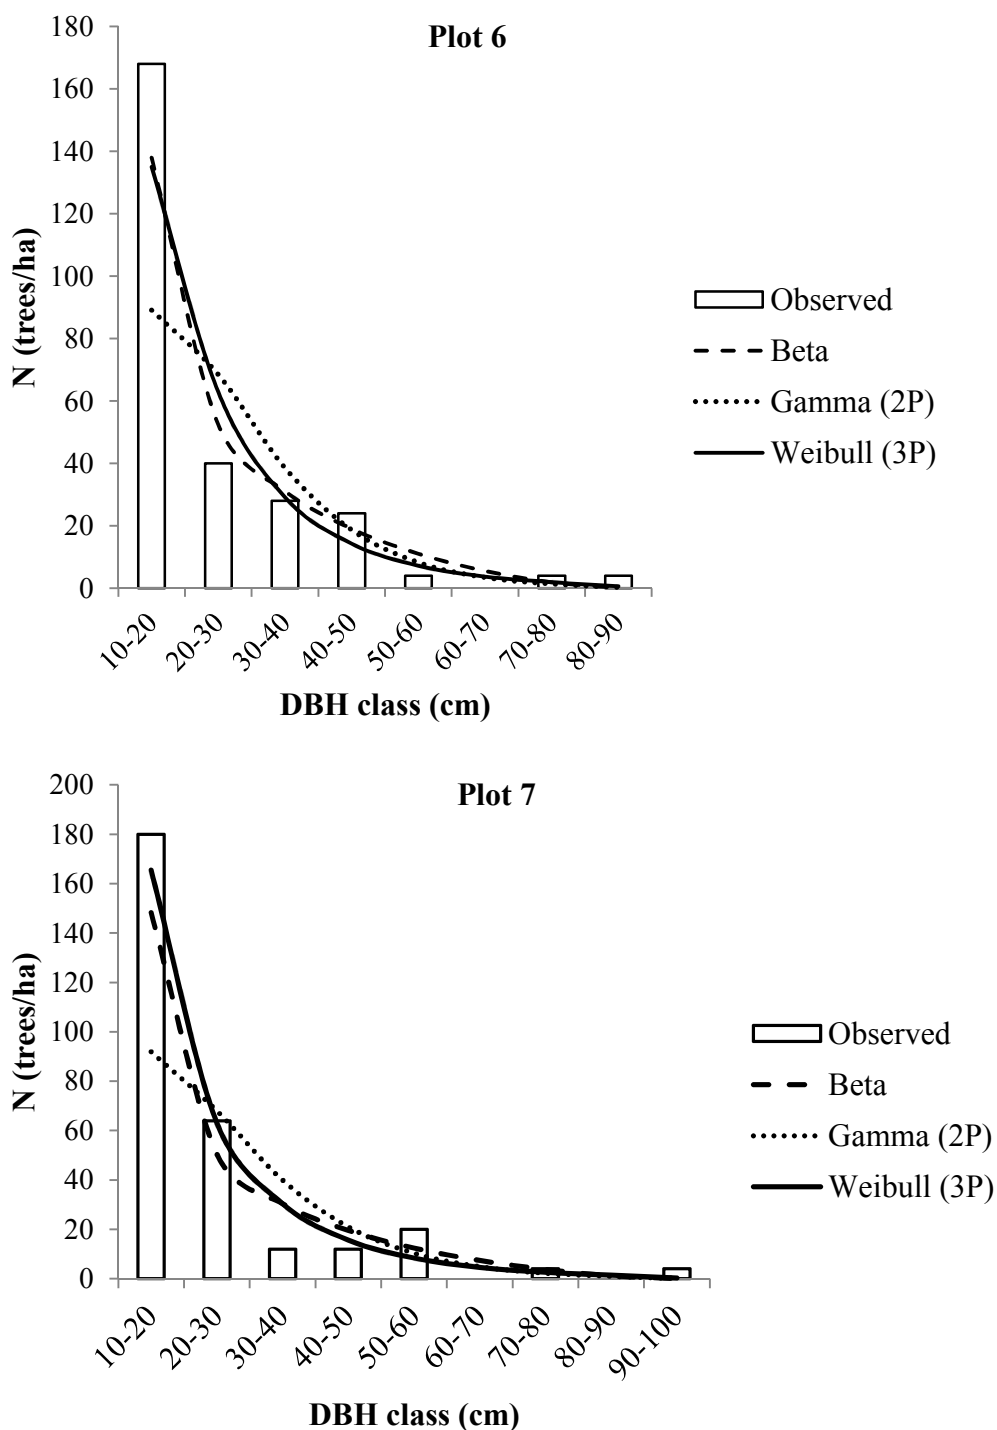 Plot 6
N (trees/ha)
180
160
140
120
100
80
60
40
20
0
10-20
20-30
30-40
40-50
50-60
60-70
70-80
80-90
DBH class (cm)
Observed
Beta
Gamma (2P)
Weibull (3P)
Plot 7
N (trees/ha)
200
180
160
140
120
100
80
60
40
20
0
10-20
20-30
30-40
40-50
50-60
60-70
70-80
80-90
90-100
DBH class (cm)
Observed
Beta
Gamma (2P)
Weibull (3P)